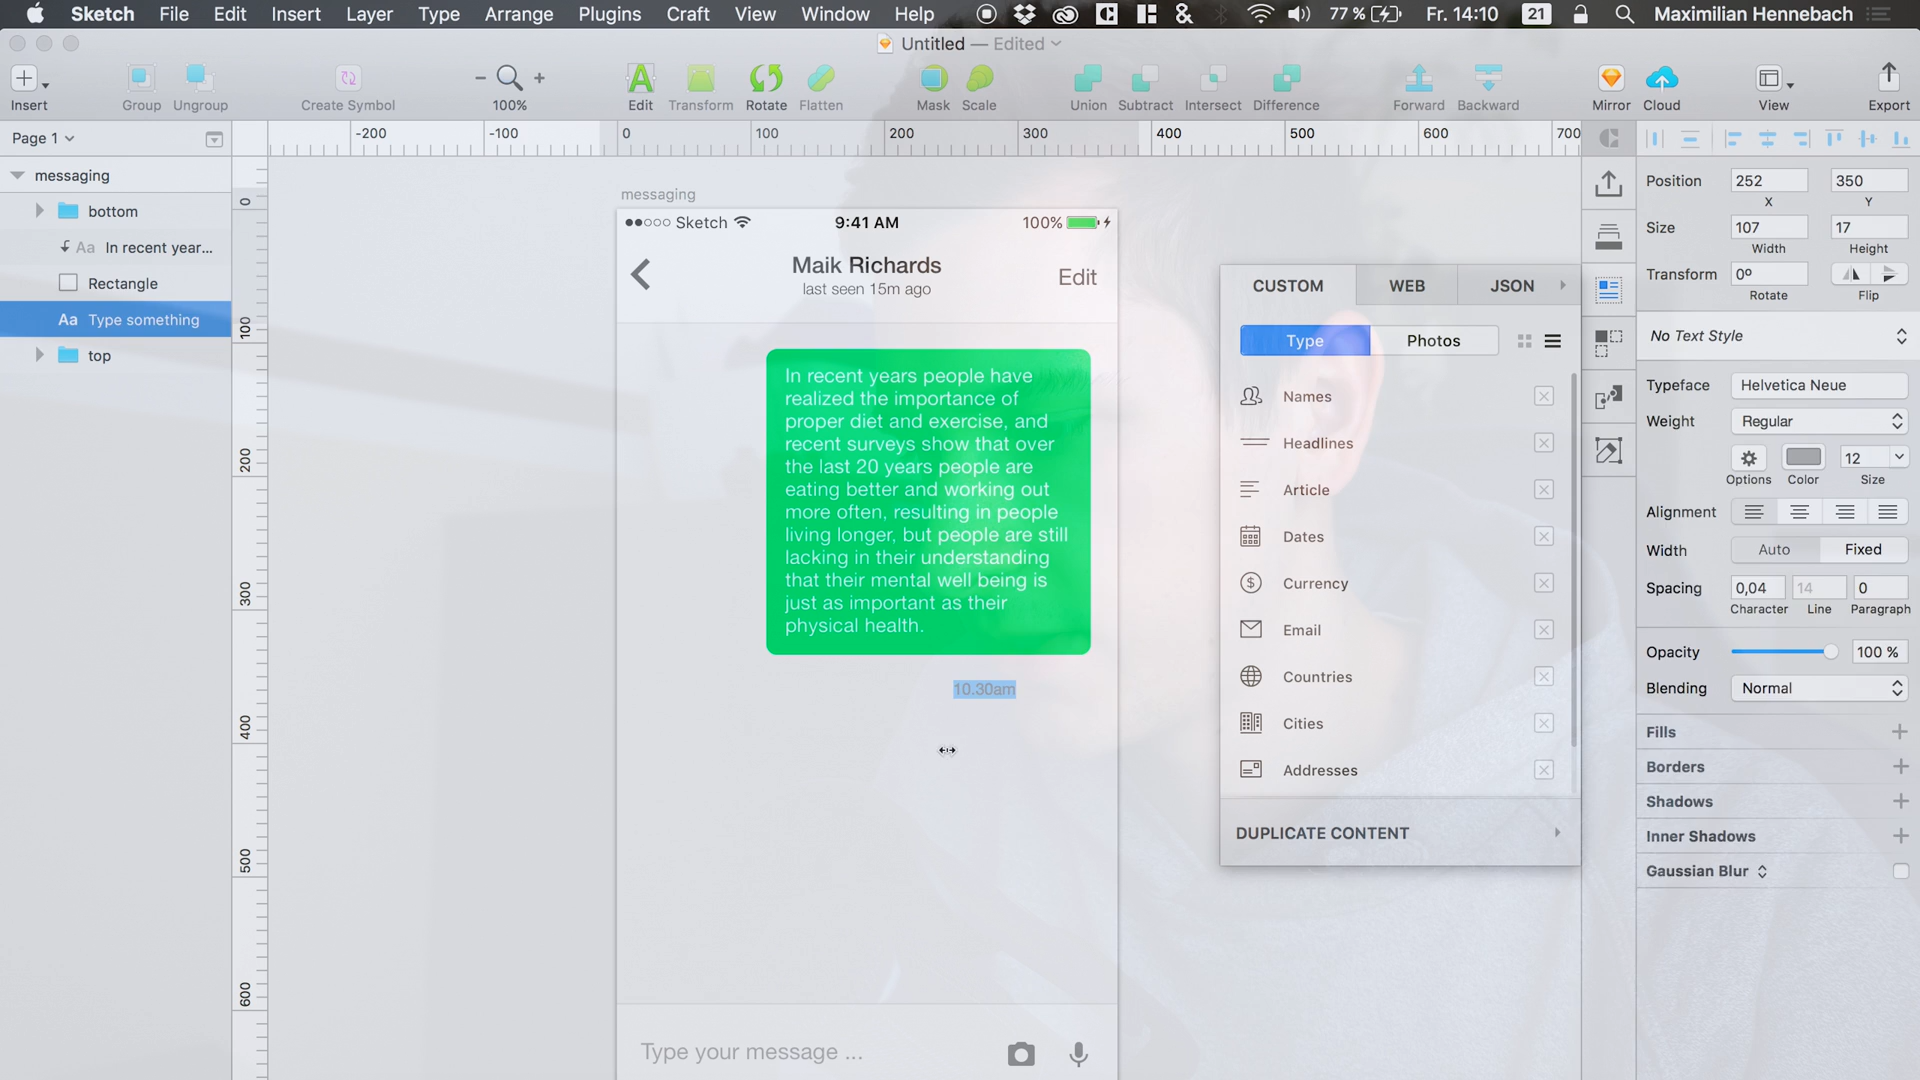 Sketch File Edit Insert Layer Type Arrange Plugins Craft View Window Help 77 % Fr. 14:10 21 Maximilian Hennebach
Untitled — Edited
Insert Group Ungroup Create Symbol 100% Edit Transform Rotate Flatten Mask Scale Union Subtract Intersect Difference Forward Backward Mirror Cloud View Export
Page 1
-200 -100 0 100 200 300 400 500 600 700
messaging
bottom
Aa In recent year...
Rectangle
Aa Type something
top
0
100
200
300
400
500
600
messaging
Sketch 9:41 AM 100%
Maik Richards
last seen 15m ago
Edit
In recent years people have
realized the importance of
proper diet and exercise, and
recent surveys show that over
the last 20 years people are
eating better and working out
more often, resulting in people
living longer, but people are still
lacking in their understanding
that their mental well being is
just as important as their
physical health.
10.30am
Type your message ...
CUSTOM WEB JSON
Type Photos
Names
Headlines
Article
Dates
Currency
Email
Countries
Cities
Addresses
DUPLICATE CONTENT
Position 252 350
X Y
Size 107 17
Width Height
Transform 0º
Rotate Flip
No Text Style
Typeface Helvetica Neue
Weight Regular
12
Options Color Size
Alignment
Width Auto Fixed
Spacing 0,04 14 0
Character Line Paragraph
Opacity 100 %
Blending Normal
Fills
Borders
Shadows
Inner Shadows
Gaussian Blur